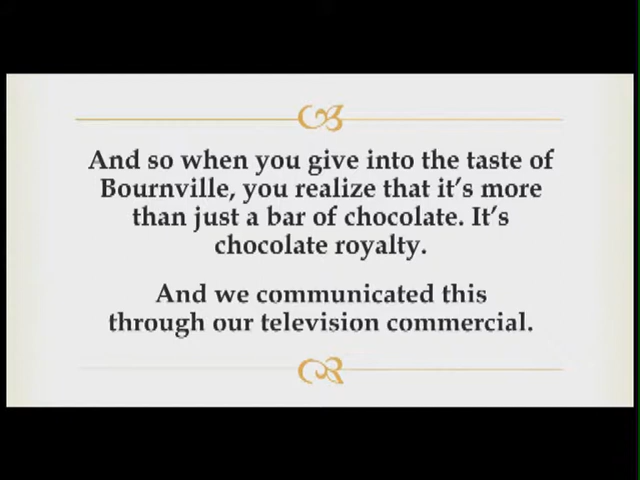 And so when you give into the taste of
Bournville, you realize that it's more
than just a bar of chocolate. It's
chocolate royalty.
And we communicated this
through our television commercial.